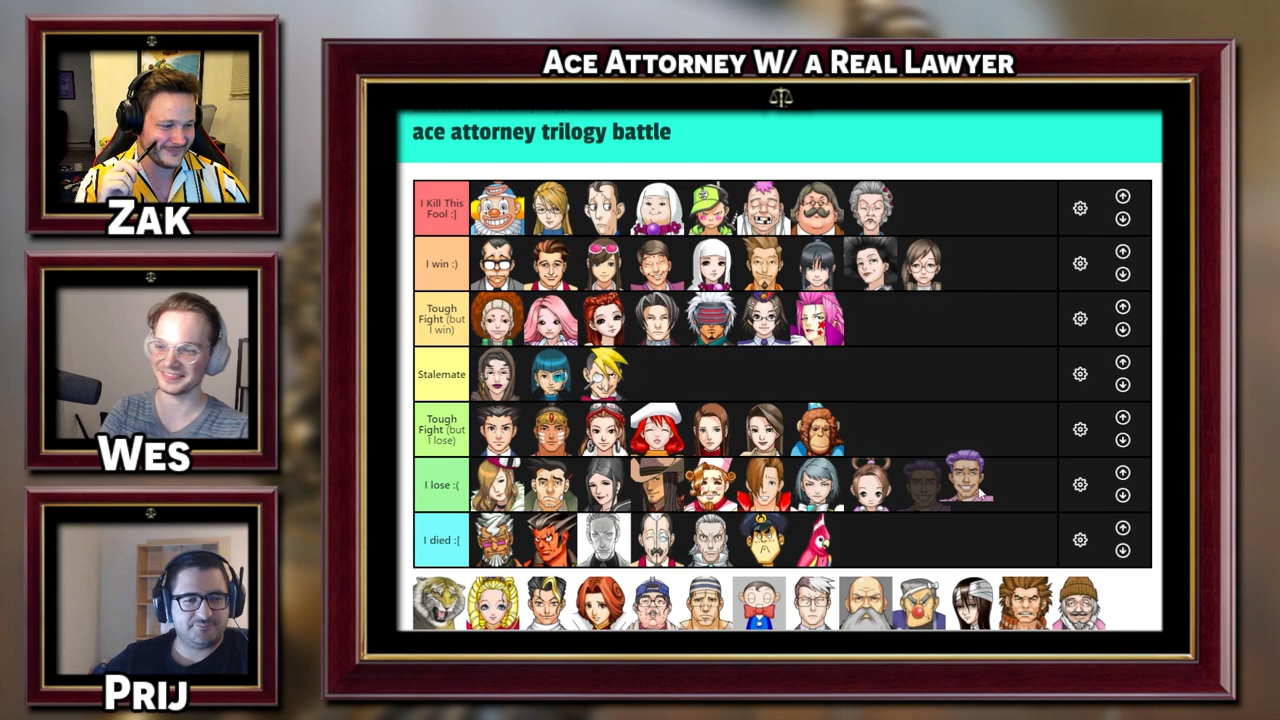 ACE ATTORNEY W/ A REAL LAWYER
ace attorney trilogy battle
ZAK
WES
PRIJ
I Kill This
Fool :]
I win :)
Tough
Fight (but
I win)
Stalemate
Tough
Fight (but
I lose)
I lose :(
I died :[